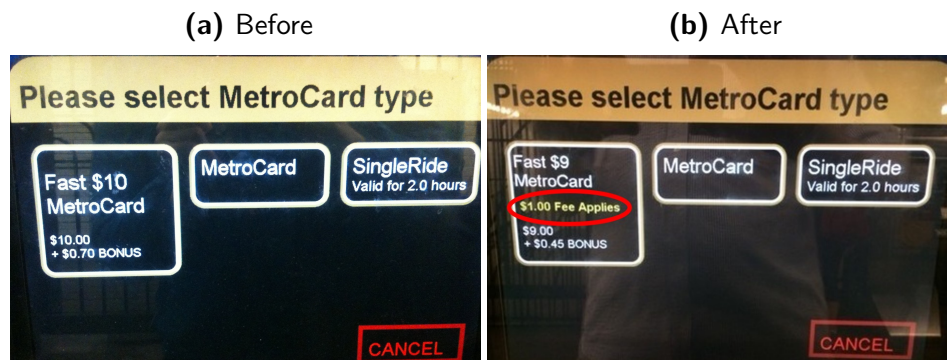 (a) Before
Please select MetroCard type
Fast $10
MetroCard
$10.00
+ $0.70 BONUS
MetroCard
SingleRide
Valid for 2.0 hours
CANCEL
(b) After
Please select MetroCard type
Fast $9
MetroCard
$1.00 Fee Applies
$9.00
+ $0.45 BONUS
MetroCard
SingleRide
Valid for 2.0 hours
CANCEL